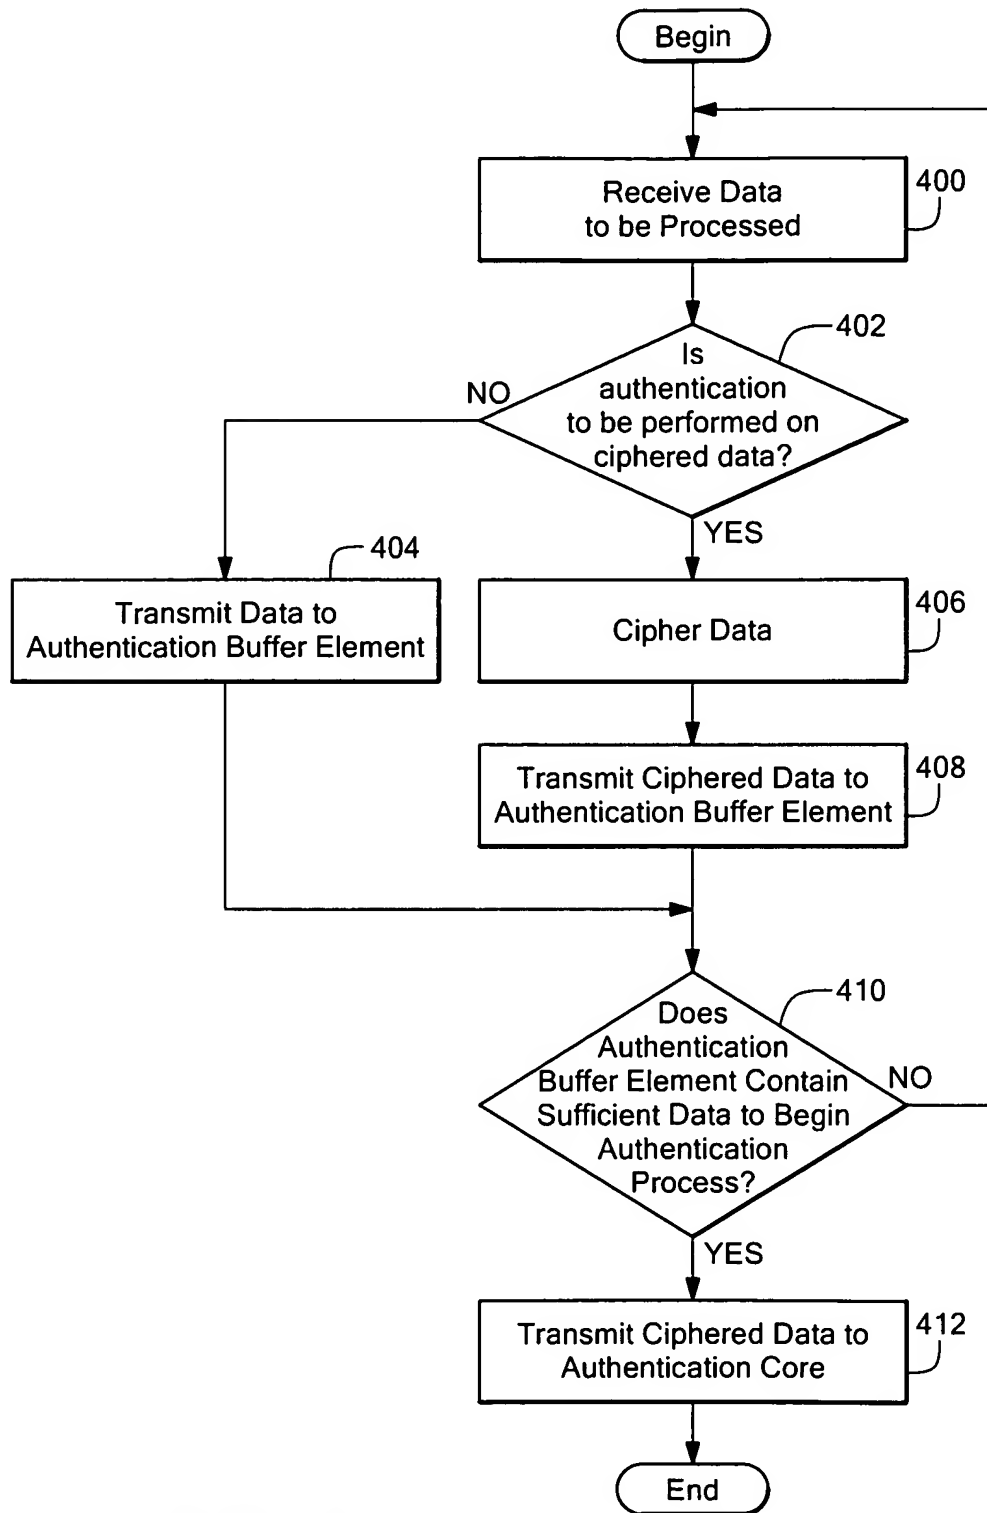 Begin
Receive Data
to be Processed
400
Is
authentication
to be performed on
ciphered data?
402
NO
YES
404
Transmit Data to
Authentication Buffer Element
Cipher Data
406
Transmit Ciphered Data to
Authentication Buffer Element
408
Does
Authentication
Buffer Element Contain
Sufficient Data to Begin
Authentication
Process?
410
NO
YES
Transmit Ciphered Data to
Authentication Core
412
End